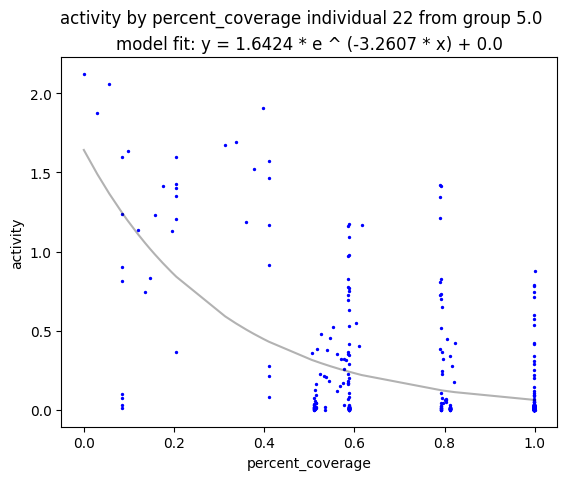 activity by percent_coverage individual 22 from group 5.0
model fit: y = 1.6424 * e ^ (-3.2607 * x) + 0.0
2.0
1.5
1.0
0.5
0.0
activity
0.0 0.2 0.4 0.6 0.8 1.0
percent_coverage